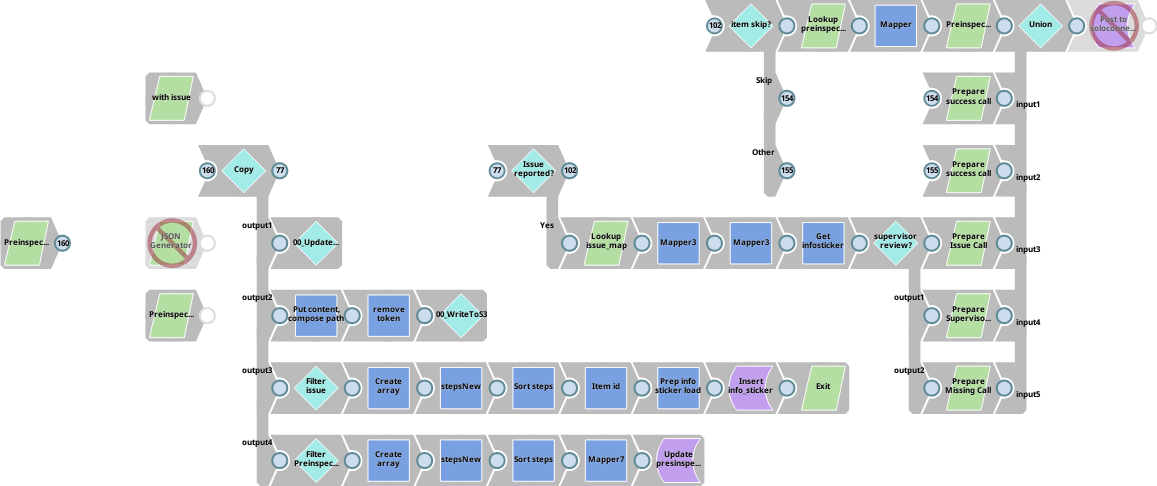 102
item skip?
Lookup
preinspec...
Mapper
Preinspec...
Union
Post to
soloconne...
with issue
Skip
154
154
Prepare
success call
input1
160
Copy
77
77
Issue
reported?
102
Other
155
155
Prepare
success call
input2
Preinspec...
160
JSON
Generator
output1
00_Update...
Yes
Lookup
issue_map
Mapper3
Mapper3
Get
infosticker
supervisor
review?
Prepare
Issue Call
input3
Preinspec...
output2
Put content,
compose path
remove
token
00_WriteToS3
output1
Prepare
Superviso...
input4
output3
Filter
issue
Create
array
stepsNew
Sort steps
Item id
Prep info
sticker load
Insert
info_sticker
Exit
output2
Prepare
Missing Call
input5
output4
Filter
Preinspec...
Create
array
stepsNew
Sort steps
Mapper7
Update
presinspe...